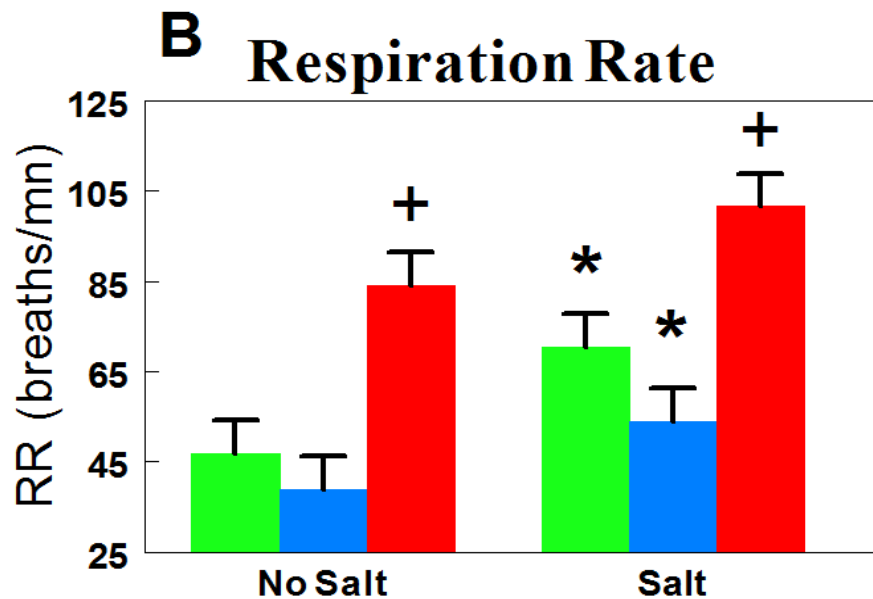 B
Respiration Rate
RR (breaths/mn)
125
105
85
65
45
25
+
*
*
+
No Salt
Salt